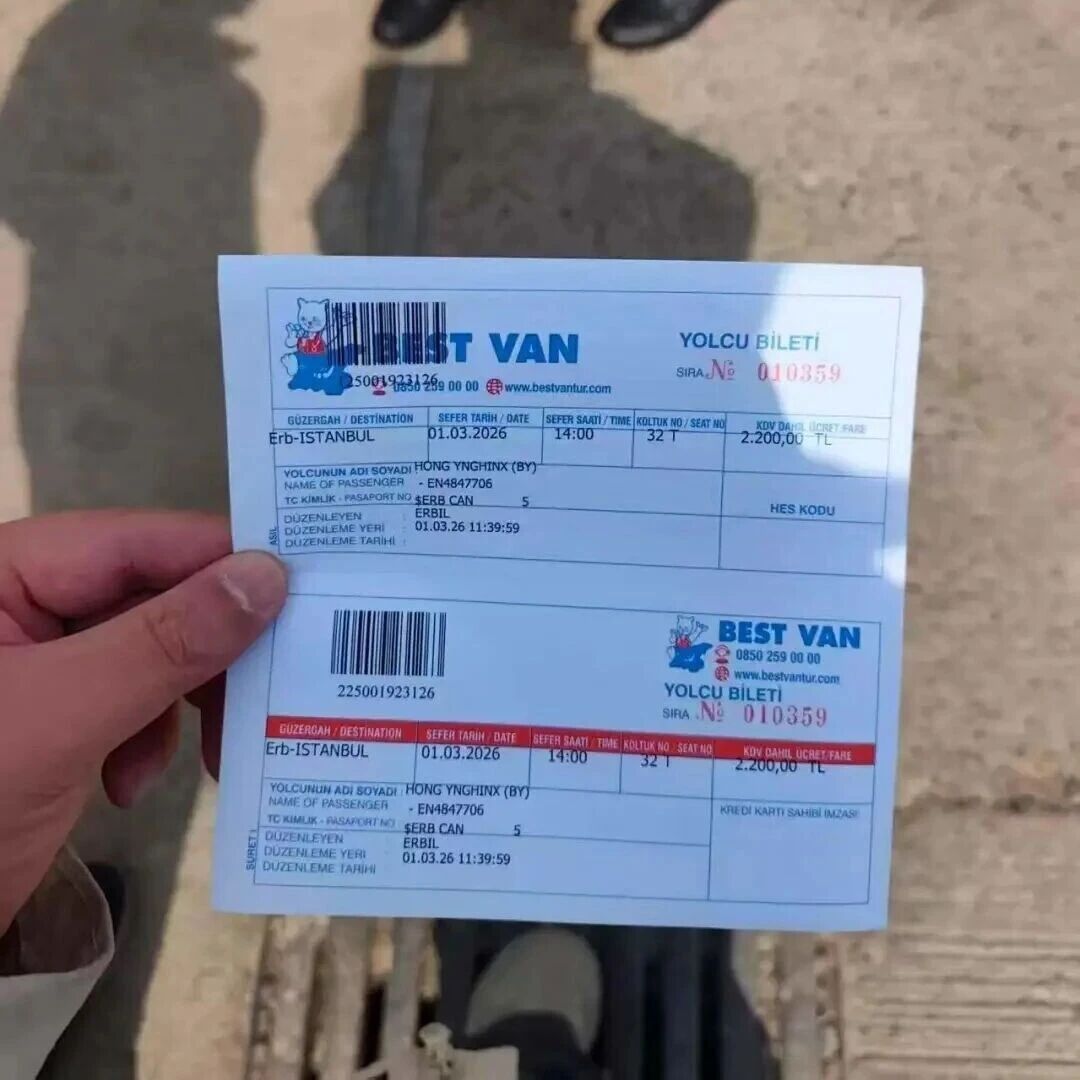 BEST VAN
YOLCU BİLETİ
SIRA № 010359
25001923126
0850 259 00 00 www.bestvantur.com
GÜZERGAH / DESTINATION SEFER TARİH / DATE SEFER SAATİ / TIME KOLTUK NO / SEAT NO KDV DAHİL ÜCRET/FARE
Erb-ISTANBUL 01.03.2026 14:00 32 T 2.200,00 TL
YOLCUNUN ADI SOYADI HONG YNGHINX (BY)
NAME OF PASSENGER - EN4847706
TC KİMLİK - PASAPORT NO $ERB CAN 5
HES KODU
DÜZENLEYEN : ERBIL
DÜZENLEME YERİ : 01.03.26 11:39:59
DÜZENLEME TARİHİ :
ASIL
BEST VAN
0850 259 00 00
www.bestvantur.com
225001923126
YOLCU BİLETİ
SIRA № 010359
GÜZERGAH / DESTINATION SEFER TARİH / DATE SEFER SAATİ / TIME KOLTUK NO / SEAT NO KDV DAHİL ÜCRET/FARE
Erb-ISTANBUL 01.03.2026 14:00 32 T 2.200,00 TL
YOLCUNUN ADI SOYADI : HONG YNGHINX (BY)
NAME OF PASSENGER - EN4847706
TC KİMLİK - PASAPORT NO $ERB CAN 5
KREDİ KARTI SAHİBİ İMZASI
DÜZENLEYEN ERBIL
DÜZENLEME YERİ 01.03.26 11:39:59
DÜZENLEME TARİHİ
SURET 1